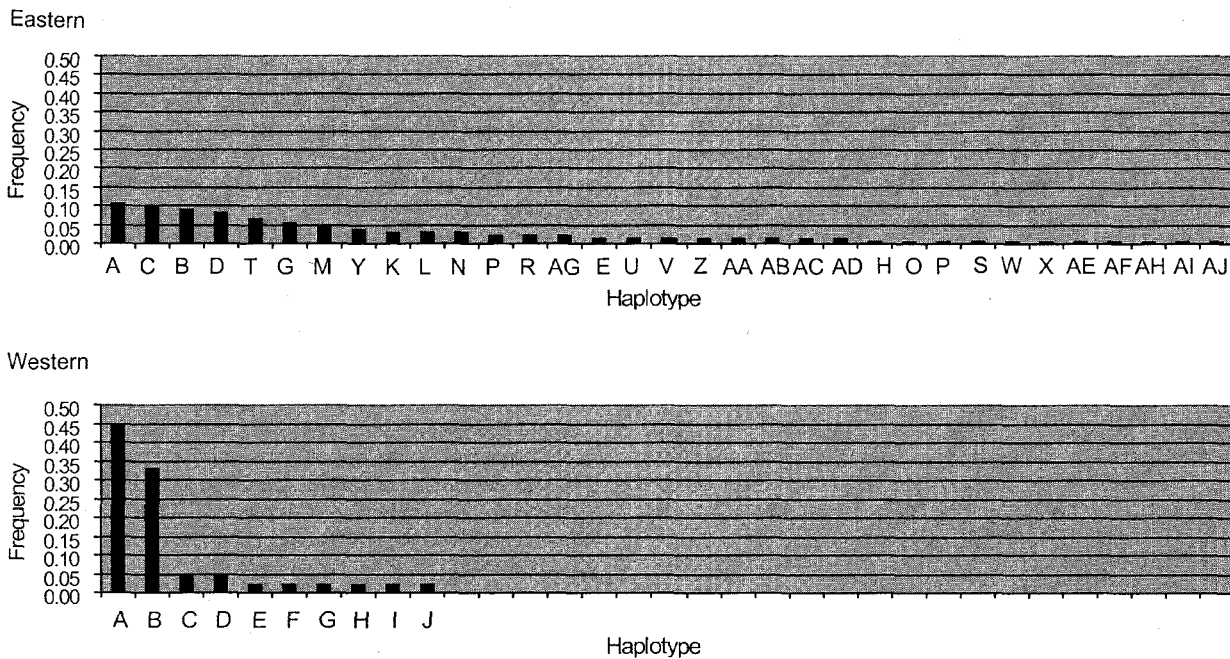 Eastern
Frequency
0.50
0.45
0.40
0.35
0.30
0.25
0.20
0.15
0.10
0.05
0.00
A C B D T G M Y K L N P R AG E U V Z AA AB AC AD H O P S W X AE AF AH AI AJ
Haplotype
Western
Frequency
0.50
0.45
0.40
0.35
0.30
0.25
0.20
0.15
0.10
0.05
0.00
A B C D E F G H I J
Haplotype